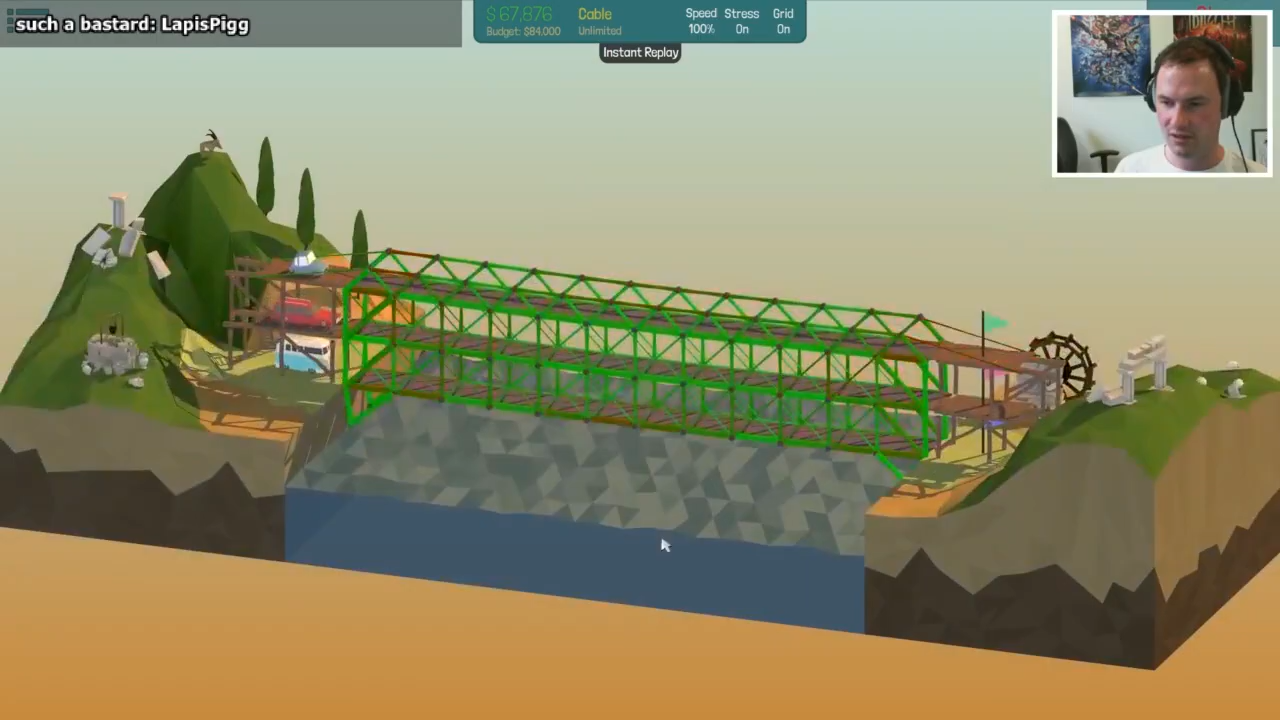 such a bastard: LapisPigg
$ 67,876
Budget: $84,000
Cable
Unlimited
Speed
100%
Stress
On
Grid
On
Instant Replay